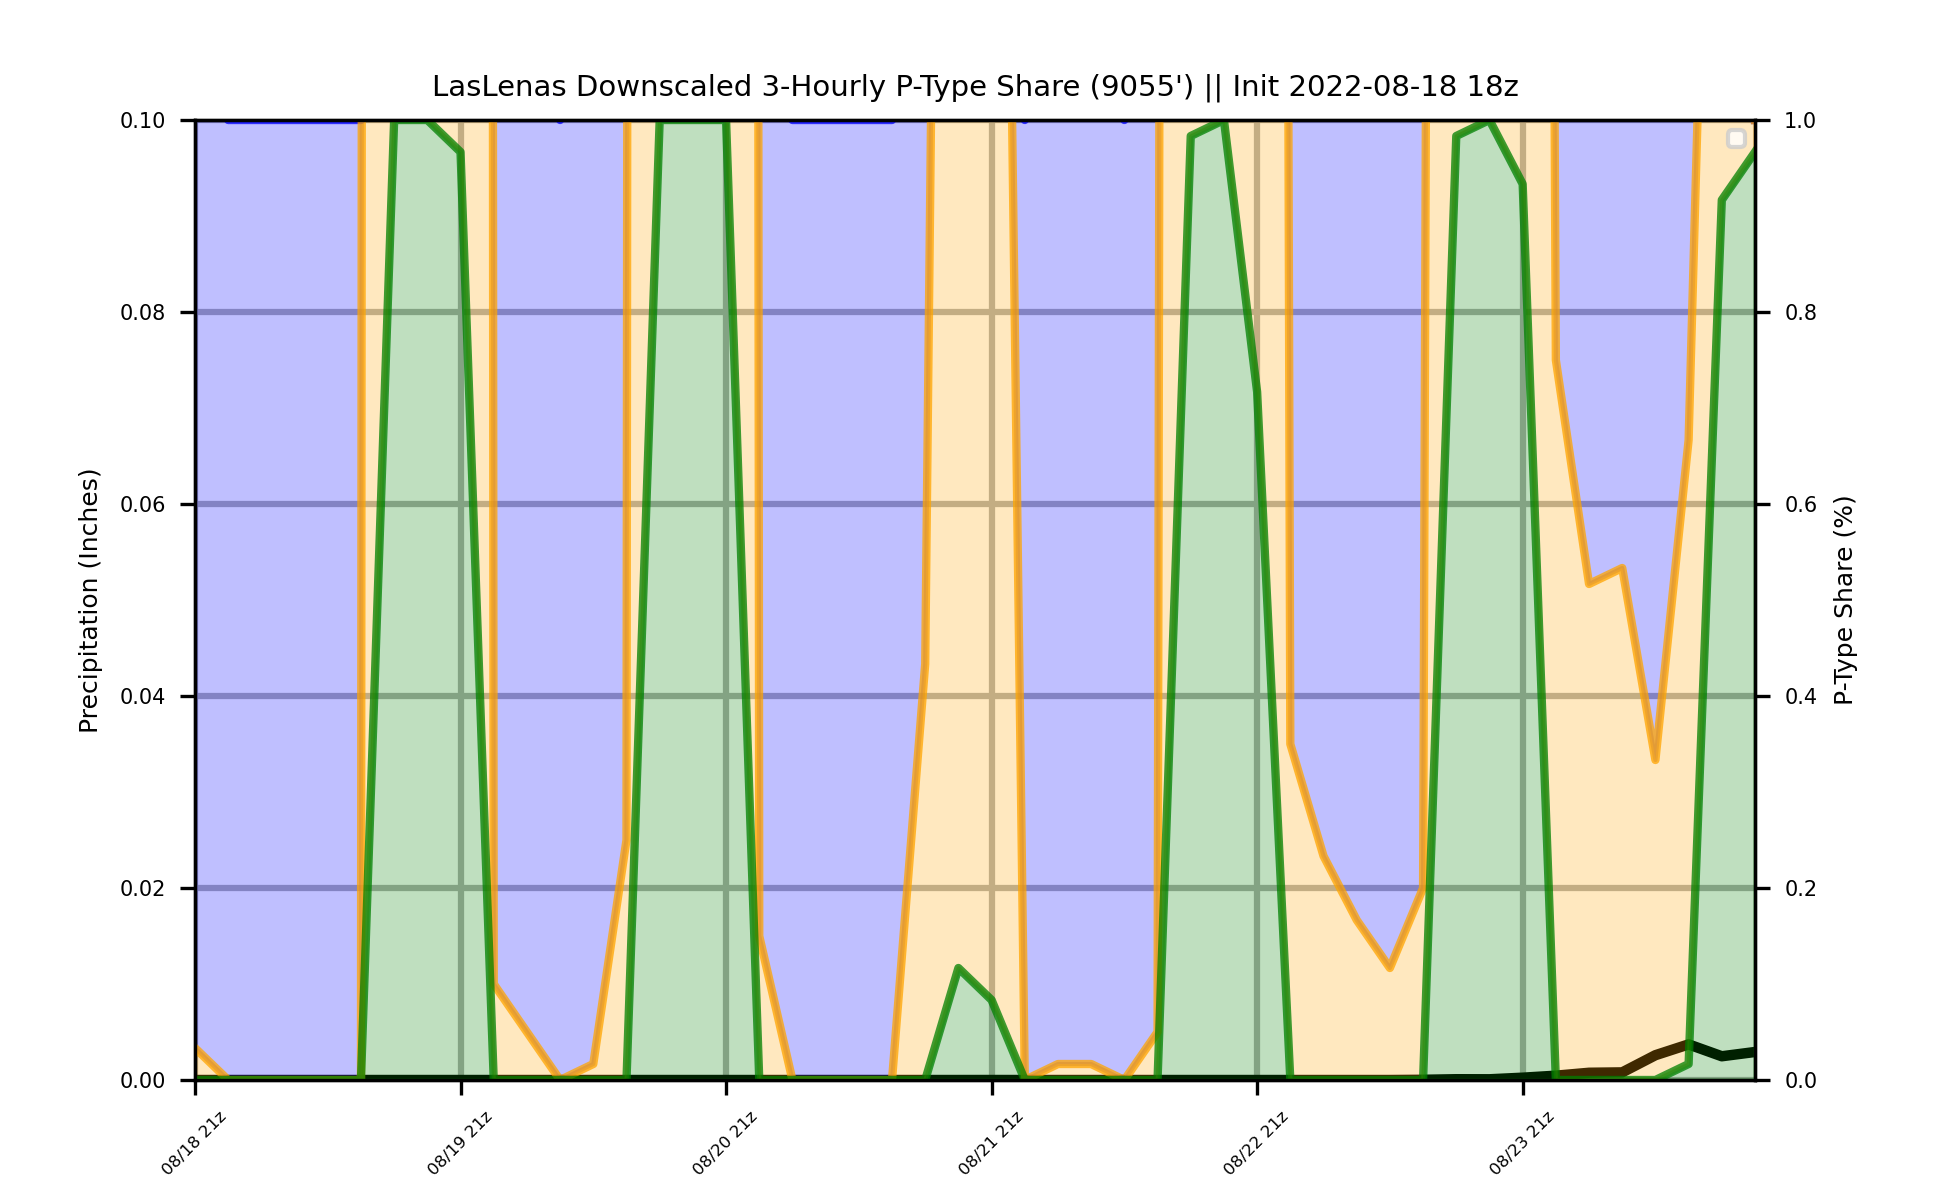 LasLenas Downscaled 3-Hourly P-Type Share (9055') || Init 2022-08-18 18z
0.10
0.08
0.06
0.04
0.02
0.00
Precipitation (Inches)
1.0
0.8
0.6
0.4
0.2
0.0
P-Type Share (%)
08/18 21z
08/19 21z
08/20 21z
08/21 21z
08/22 21z
08/23 21z